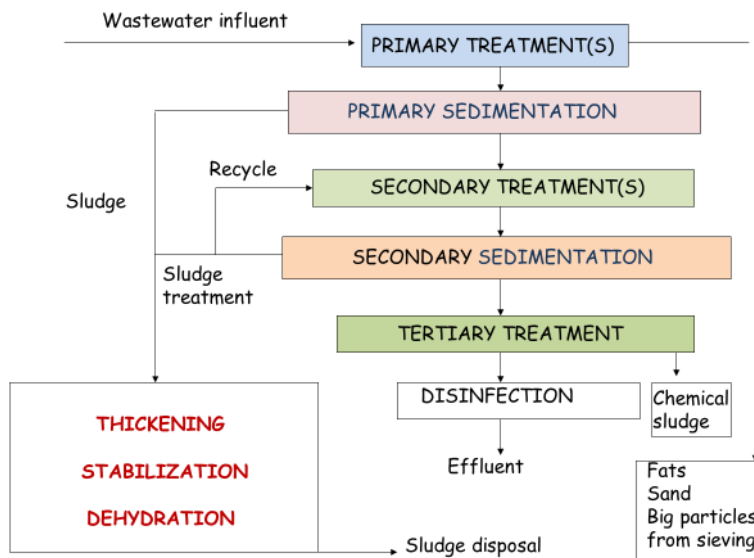 Wastewater influent
PRIMARY TREATMENT(S)
PRIMARY SEDIMENTATION
Recycle
SECONDARY TREATMENT(S)
Sludge
SECONDARY SEDIMENTATION
Sludge
treatment
TERTIARY TREATMENT
DISINFECTION
Chemical
sludge
THICKENING
STABILIZATION
DEHYDRATION
Effluent
Fats
Sand
Big particles
from sieving
Sludge disposal